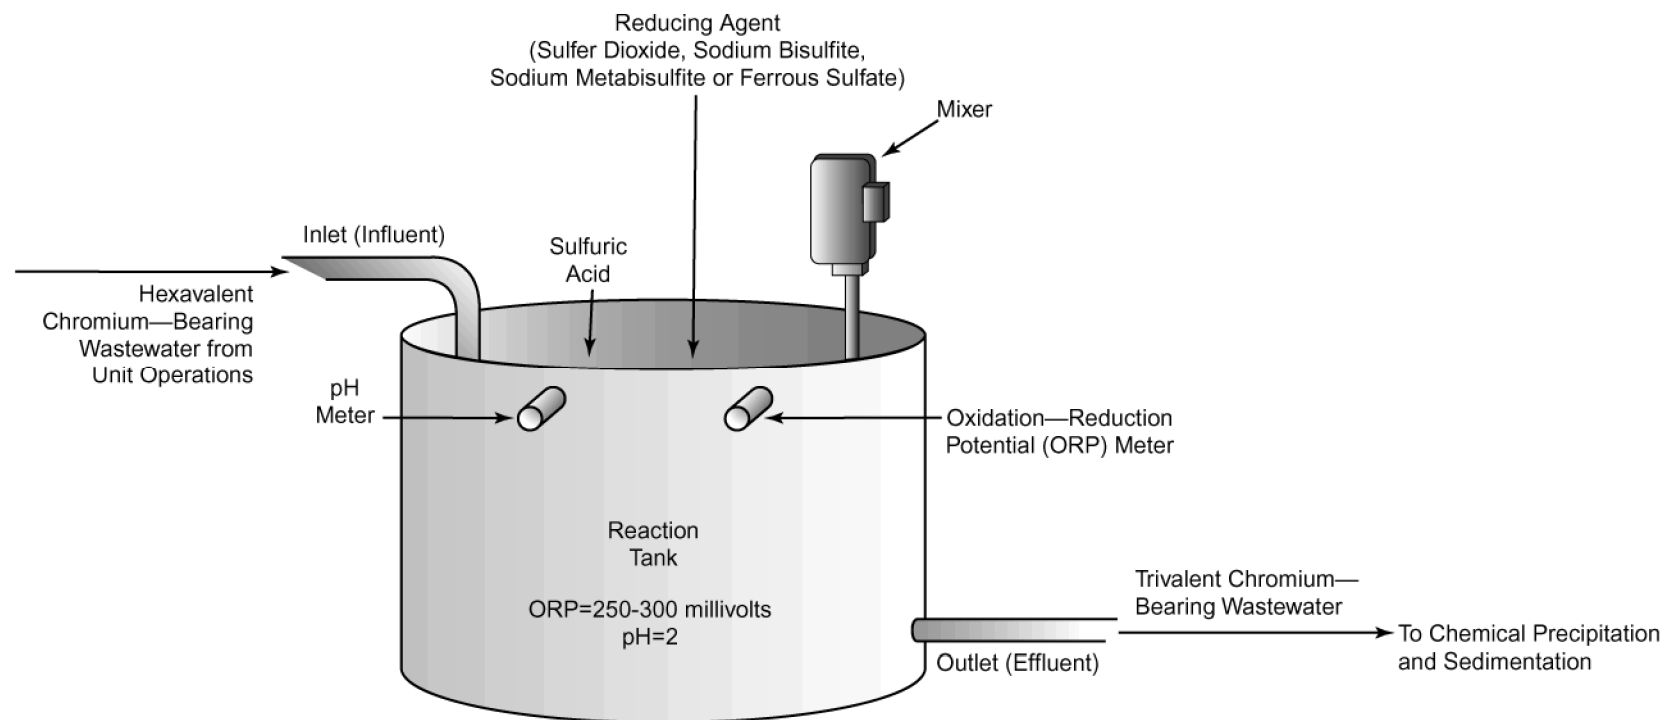 Reducing Agent
(Sulfer Dioxide, Sodium Bisulfite,
Sodium Metabisulfite or Ferrous Sulfate)
Mixer
Inlet (Influent)
Sulfuric
Acid
Hexavalent
Chromium—Bearing
Wastewater from
Unit Operations
pH
Meter
Oxidation—Reduction
Potential (ORP) Meter
Reaction
Tank
ORP=250-300 millivolts
pH=2
Trivalent Chromium—
Bearing Wastewater
To Chemical Precipitation
and Sedimentation
Outlet (Effluent)